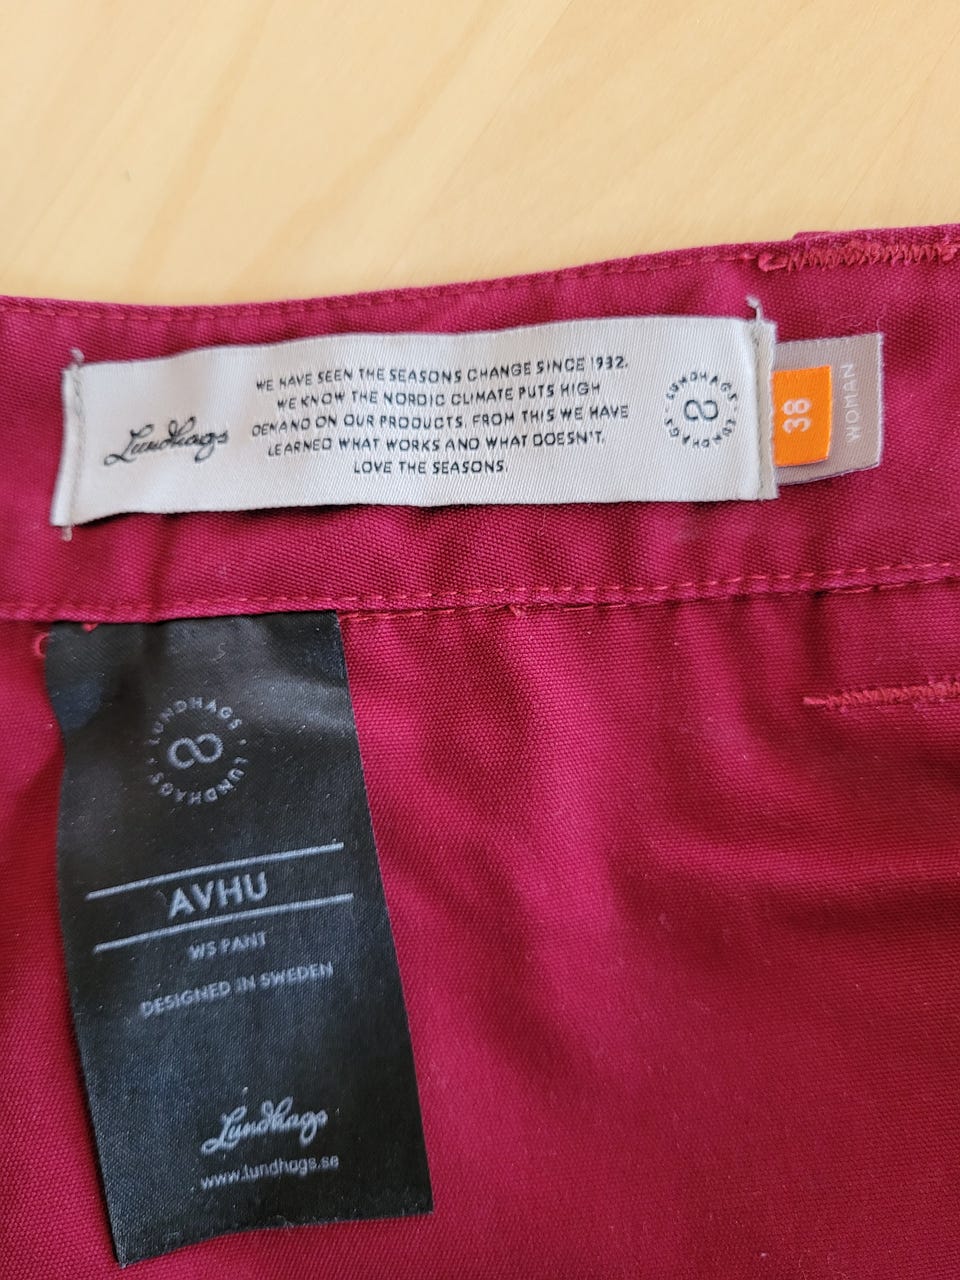 Lundhags
WE HAVE SEEN THE SEASONS CHANGE SINCE 1932.
WE KNOW THE NORDIC CLIMATE PUTS HIGH
DEMAND ON OUR PRODUCTS. FROM THIS WE HAVE
LEARNED WHAT WORKS AND WHAT DOESN'T.
LOVE THE SEASONS.
LUNDHAGS · LUNDHAGS ·
38
WOMAN
LUNDHAGS · LUNDHAGS ·
AVHU
WS PANT
DESIGNED IN SWEDEN
Lundhags
www.lundhags.se